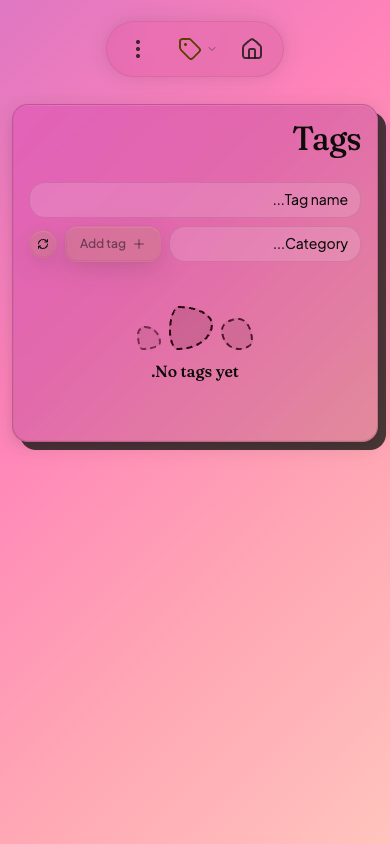 Tags
...Tag name
...Category
Add tag
.No tags yet